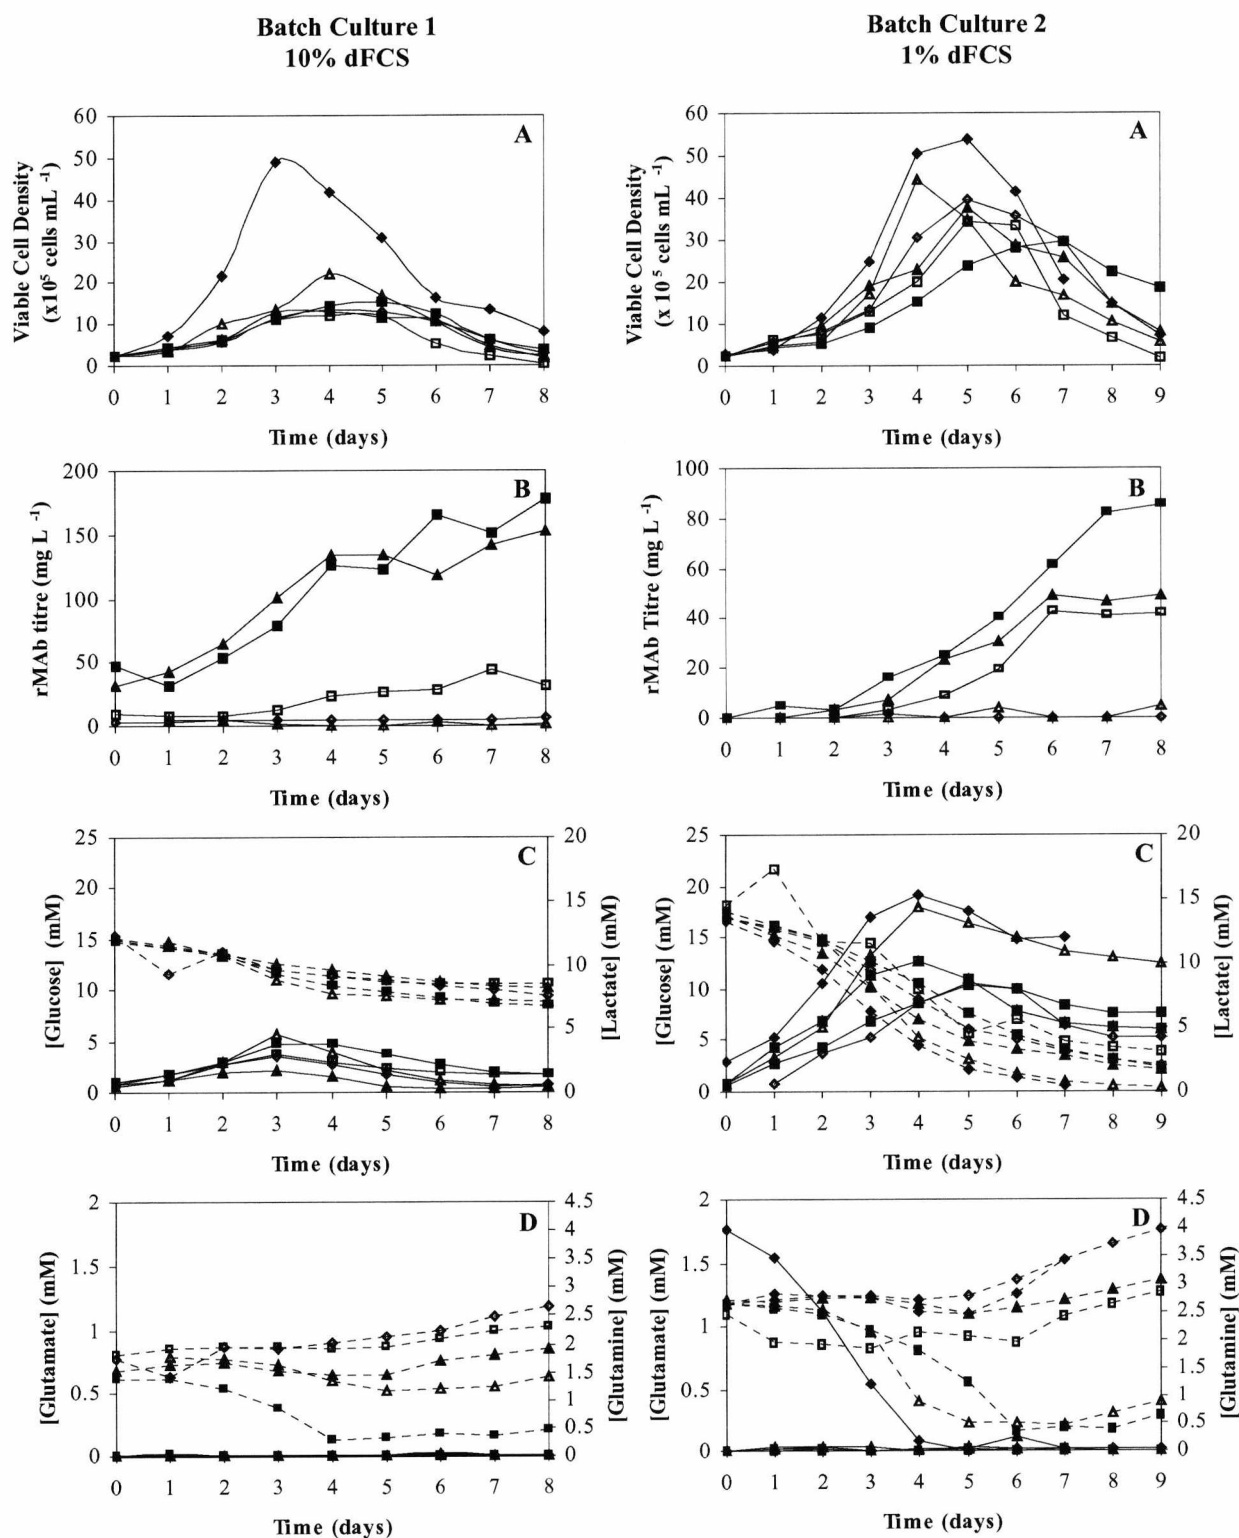 Batch Culture 1
10% dFCS
Batch Culture 2
1% dFCS
A
Viable Cell Density
(x10⁵ cells mL ⁻¹)
60
50
40
30
20
10
0
0 1 2 3 4 5 6 7 8
Time (days)
A
Viable Cell Density
(x 10 ⁵ cells mL ⁻¹)
60
50
40
30
20
10
0
0 1 2 3 4 5 6 7 8 9
Time (days)
B
rMAb titre (mg L ⁻¹)
200
150
100
50
0
0 1 2 3 4 5 6 7 8
Time (days)
B
rMAb Titre (mg L ⁻¹)
100
80
60
40
20
0
0 1 2 3 4 5 6 7 8
Time (days)
C
[Glucose] (mM)
25
20
15
10
5
0
20
15
10
5
0
[Lactate] (mM)
0 1 2 3 4 5 6 7 8
Time (days)
C
[Glucose] (mM)
25
20
15
10
5
0
20
15
10
5
0
[Lactate] (mM)
0 1 2 3 4 5 6 7 8 9
Time (days)
D
[Glutamate] (mM)
2
1.5
1
0.5
0
4.5
4
3.5
3
2.5
2
1.5
1
0.5
0
[Glutamine] (mM)
0 1 2 3 4 5 6 7 8
Time (days)
D
[Glutamate] (mM)
2
1.5
1
0.5
0
4.5
4
3.5
3
2.5
2
1.5
1
0.5
0
[Glutamine] (mM)
0 1 2 3 4 5 6 7 8 9
Time (days)